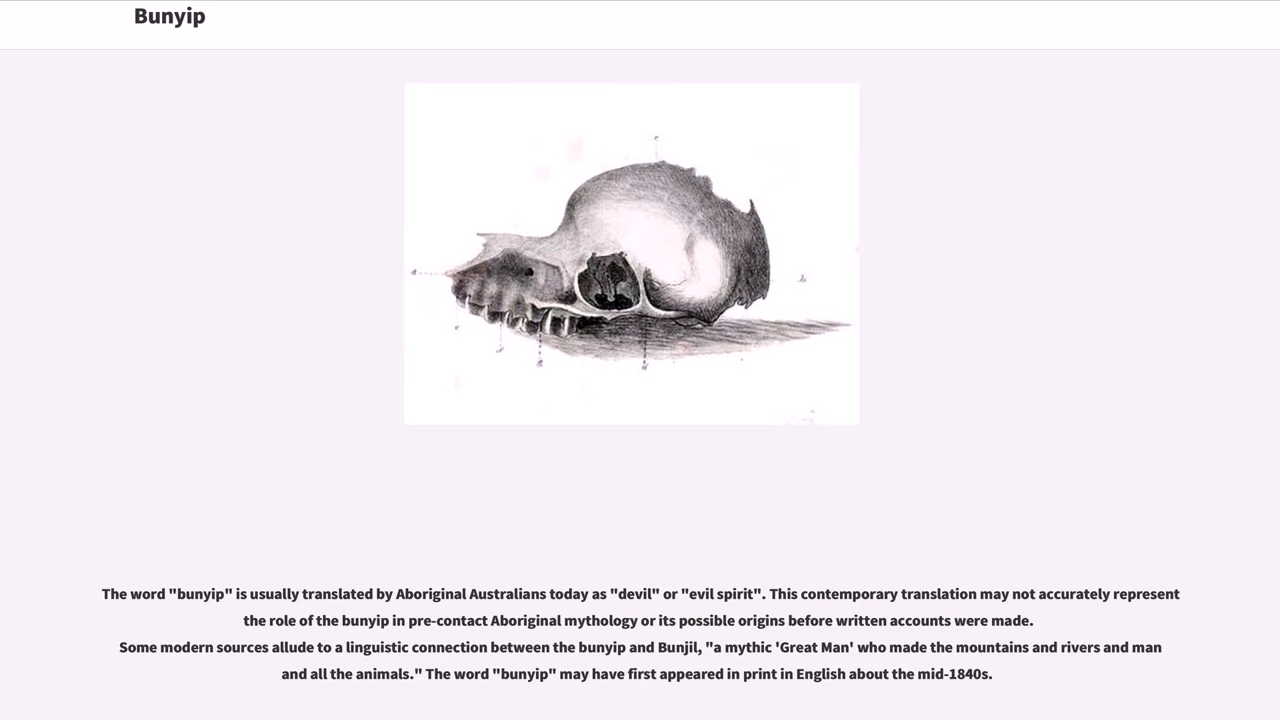 Bunyip
The word "bunyip" is usually translated by Aboriginal Australians today as "devil" or "evil spirit". This contemporary translation may not accurately represent
the role of the bunyip in pre-contact Aboriginal mythology or its possible origins before written accounts were made.
Some modern sources allude to a linguistic connection between the bunyip and Bunjil, "a mythic 'Great Man' who made the mountains and rivers and man
and all the animals." The word "bunyip" may have first appeared in print in English about the mid-1840s.